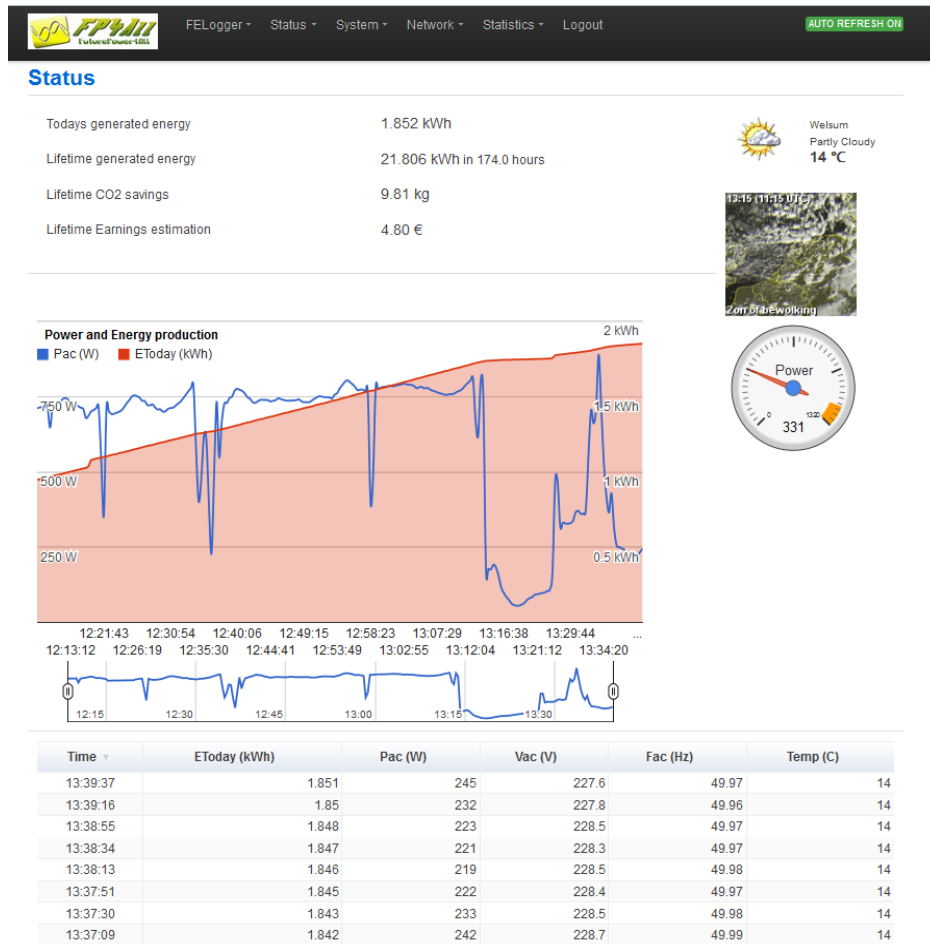 FP4All
FuturePower4All
FELogger Status System Network Statistics Logout
AUTO REFRESH ON
Status
Todays generated energy 1.852 kWh
Lifetime generated energy 21.806 kWh in 174.0 hours
Lifetime CO2 savings 9.81 kg
Lifetime Earnings estimation 4.80 €
Welsum
Partly Cloudy
14 °C
13:15 (11:15 UTC)
Zon of bewolking
Power and Energy production
Pac (W) EToday (kWh)
2 kWh
750 W 1.5 kWh
500 W 1 kWh
250 W 0.5 kWh
12:21:43 12:30:54 12:40:06 12:49:15 12:58:23 13:07:29 13:16:38 13:29:44 ...
12:13:12 12:26:19 12:35:30 12:44:41 12:53:49 13:02:55 13:12:04 13:21:12 13:34:20
12:15 12:30 12:45 13:00 13:15 13:30
Power
0 1320
331
Time EToday (kWh) Pac (W) Vac (V) Fac (Hz) Temp (C)
13:39:37 1.851 245 227.6 49.97 14
13:39:16 1.85 232 227.8 49.96 14
13:38:55 1.848 223 228.5 49.97 14
13:38:34 1.847 221 228.3 49.97 14
13:38:13 1.846 219 228.5 49.98 14
13:37:51 1.845 222 228.4 49.97 14
13:37:30 1.843 233 228.5 49.98 14
13:37:09 1.842 242 228.7 49.99 14